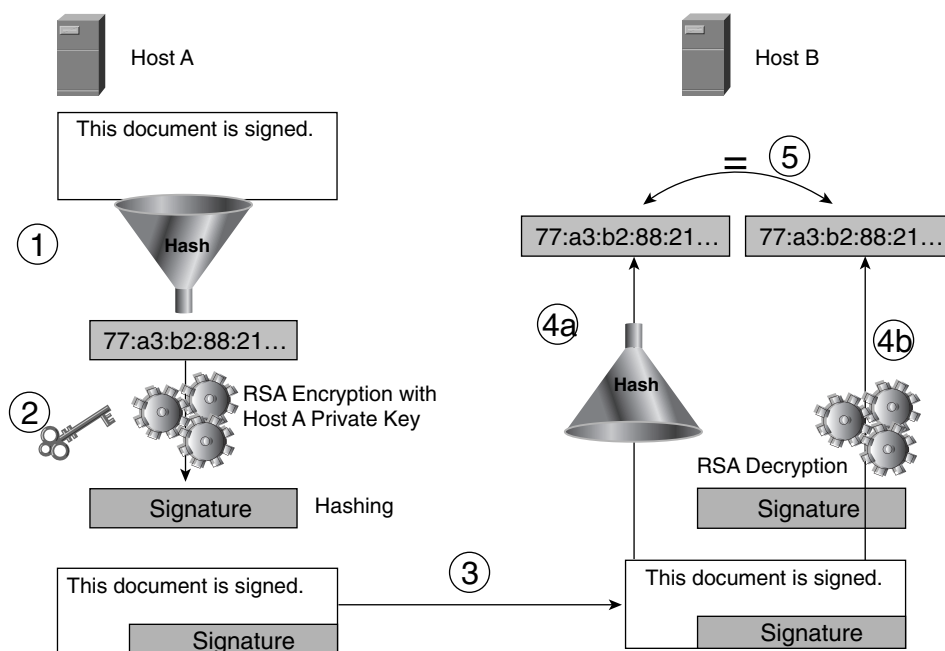 Host A
This document is signed.
1
Hash
77:a3:b2:88:21…
2
RSA Encryption with
Host A Private Key
Signature
Hashing
This document is signed.
Signature
3
Host B
=
5
77:a3:b2:88:21…
77:a3:b2:88:21…
4a
4b
Hash
RSA Decryption
Signature
This document is signed.
Signature